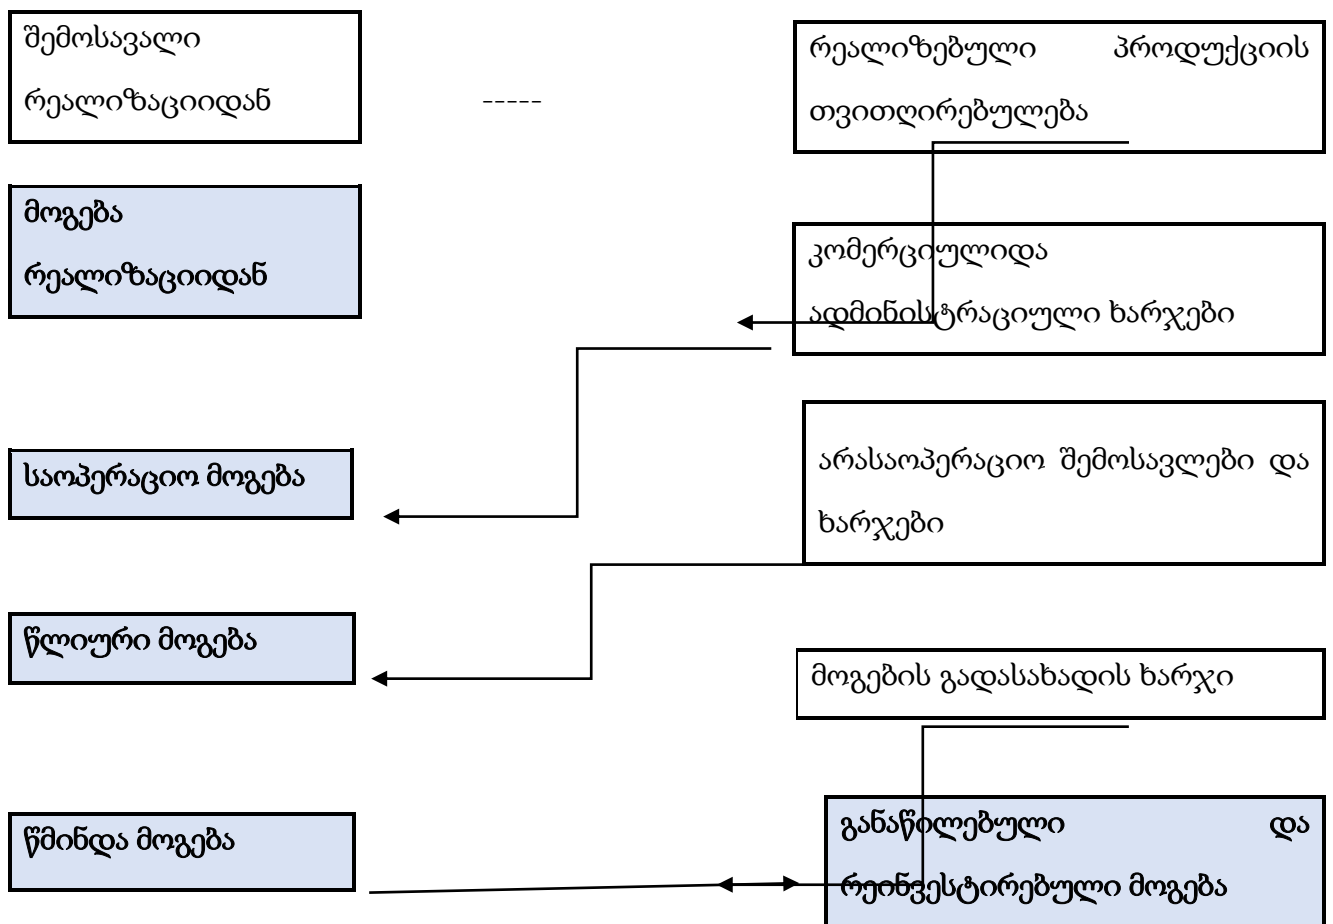 შემოსავალი
რეალიზაციიდან
-----
რეალიზებული პროდუქციის
თვითღირებულება
მოგება
რეალიზაციიდან
კომერციულიდა
ადმინისტრაციული ხარჯები
საოპერაციო მოგება
არასაოპერაციო შემოსავლები და
ხარჯები
წლიური მოგება
მოგების გადასახადის ხარჯი
წმინდა მოგება
განაწილებული და
რეინვესტირებული მოგება